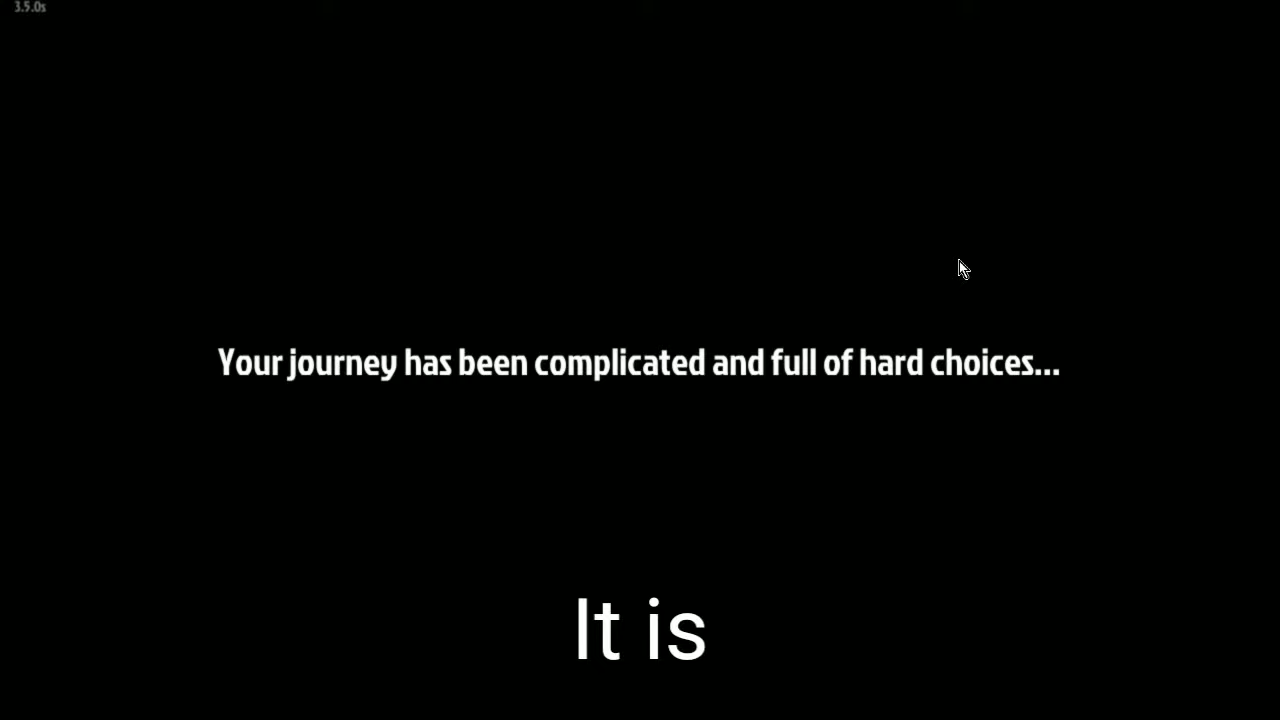 3.5.0s
Your journey has been complicated and full of hard choices...
It is